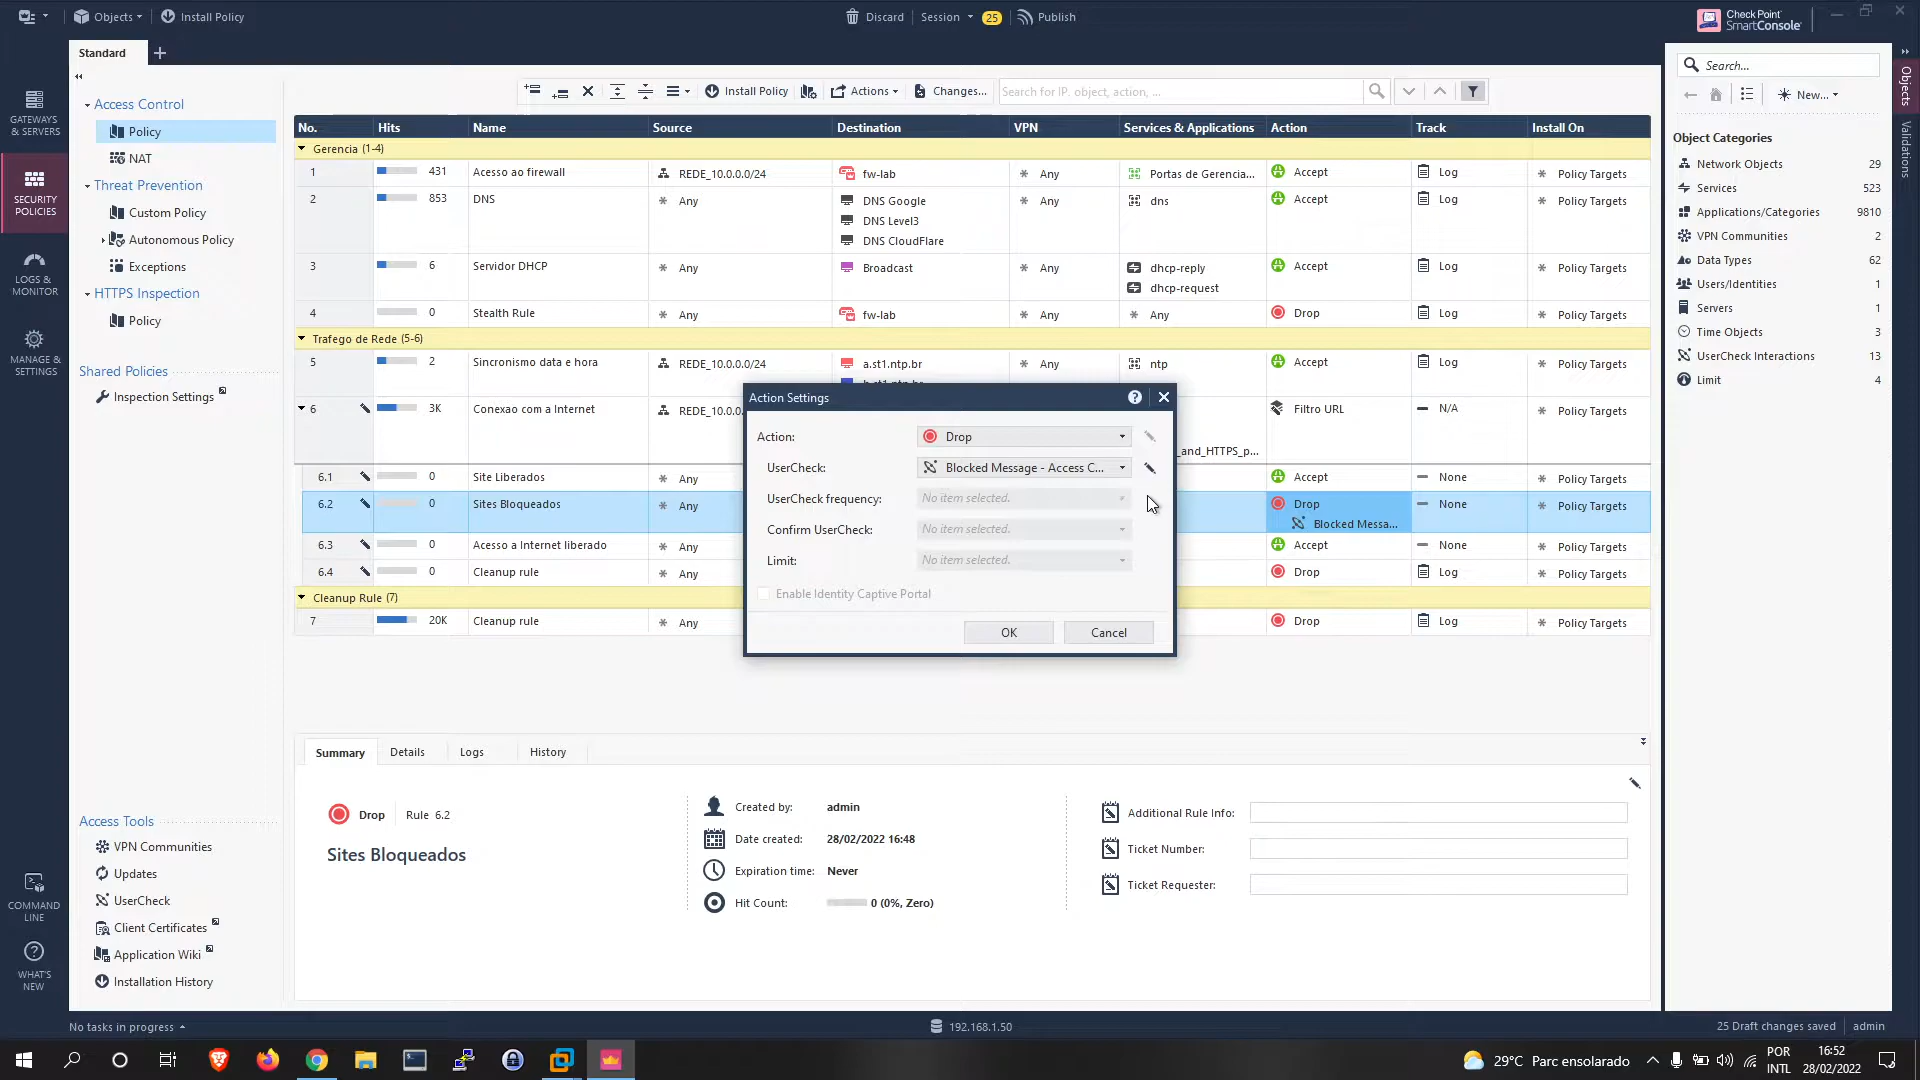 Objects
Install Policy
Discard
Session
25
Publish
Check Point
SmartConsole
Standard
Access Control
Policy
NAT
Threat Prevention
Custom Policy
Autonomous Policy
Exceptions
HTTPS Inspection
Policy
Shared Policies
Inspection Settings
Access Tools
VPN Communities
Updates
UserCheck
Client Certificates
Application Wiki
Installation History
GATEWAYS
& SERVERS
SECURITY
POLICIES
LOGS &
MONITOR
MANAGE &
SETTINGS
COMMAND
LINE
WHAT'S
NEW
Install Policy
Actions
Changes...
Search for IP, object, action, ...
No. Hits Name Source Destination VPN Services & Applications Action Track Install On
Gerencia (1-4)
1 431 Acesso ao firewall REDE_10.0.0.0/24 fw-lab Any Portas de Gerencia... Accept Log Policy Targets
2 853 DNS Any DNS Google Any dns Accept Log Policy Targets
DNS Level3
DNS CloudFlare
3 6 Servidor DHCP Any Broadcast Any dhcp-reply Accept Log Policy Targets
dhcp-request
4 0 Stealth Rule Any fw-lab Any Any Drop Log Policy Targets
Trafego de Rede (5-6)
5 2 Sincronismo data e hora REDE_10.0.0.0/24 a.st1.ntp.br Any ntp Accept Log Policy Targets
6 3K Conexao com a Internet REDE_10.0.0 Filtro URL N/A Policy Targets
_and_HTTPS_p...
6.1 0 Site Liberados Any Accept None Policy Targets
6.2 0 Sites Bloqueados Any Drop None Policy Targets
Blocked Messa...
6.3 0 Acesso a Internet liberado Any Accept None Policy Targets
6.4 0 Cleanup rule Any Drop Log Policy Targets
Cleanup Rule (7)
7 20K Cleanup rule Any Drop Log Policy Targets
Action Settings
Action: Drop
UserCheck: Blocked Message - Access C...
UserCheck frequency: No item selected.
Confirm UserCheck: No item selected.
Limit: No item selected.
Enable Identity Captive Portal
OK Cancel
Summary Details Logs History
Drop Rule 6.2
Sites Bloqueados
Created by: admin
Date created: 28/02/2022 16:48
Expiration time: Never
Hit Count: 0 (0%, Zero)
Additional Rule Info:
Ticket Number:
Ticket Requester:
Search...
New...
Object Categories
Network Objects 29
Services 523
Applications/Categories 9810
VPN Communities 2
Data Types 62
Users/Identities 1
Servers 1
Time Objects 3
UserCheck Interactions 13
Limit 4
Objects
Validations
No tasks in progress
192.168.1.50
25 Draft changes saved
admin
29°C Parc ensolarado
POR
INTL
16:52
28/02/2022